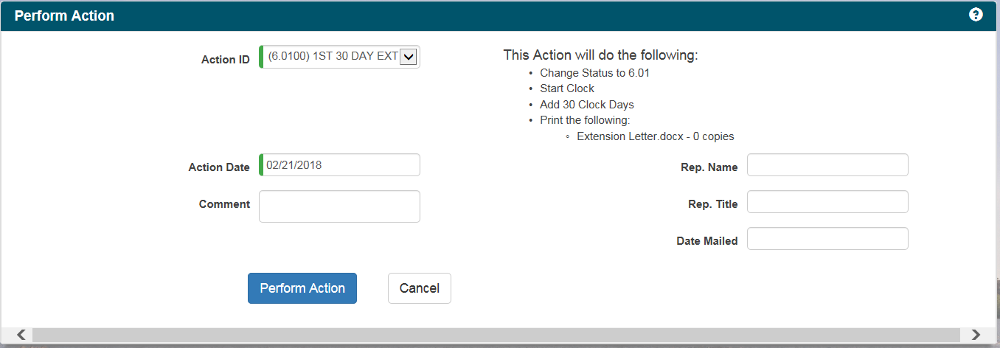 Perform Action
?
Action ID
(6.0100) 1ST 30 DAY EXT
This Action will do the following:
• Change Status to 6.01
• Start Clock
• Add 30 Clock Days
• Print the following:
◦ Extension Letter.docx - 0 copies
Action Date
02/21/2018
Rep. Name
Comment
Rep. Title
Date Mailed
Perform Action
Cancel